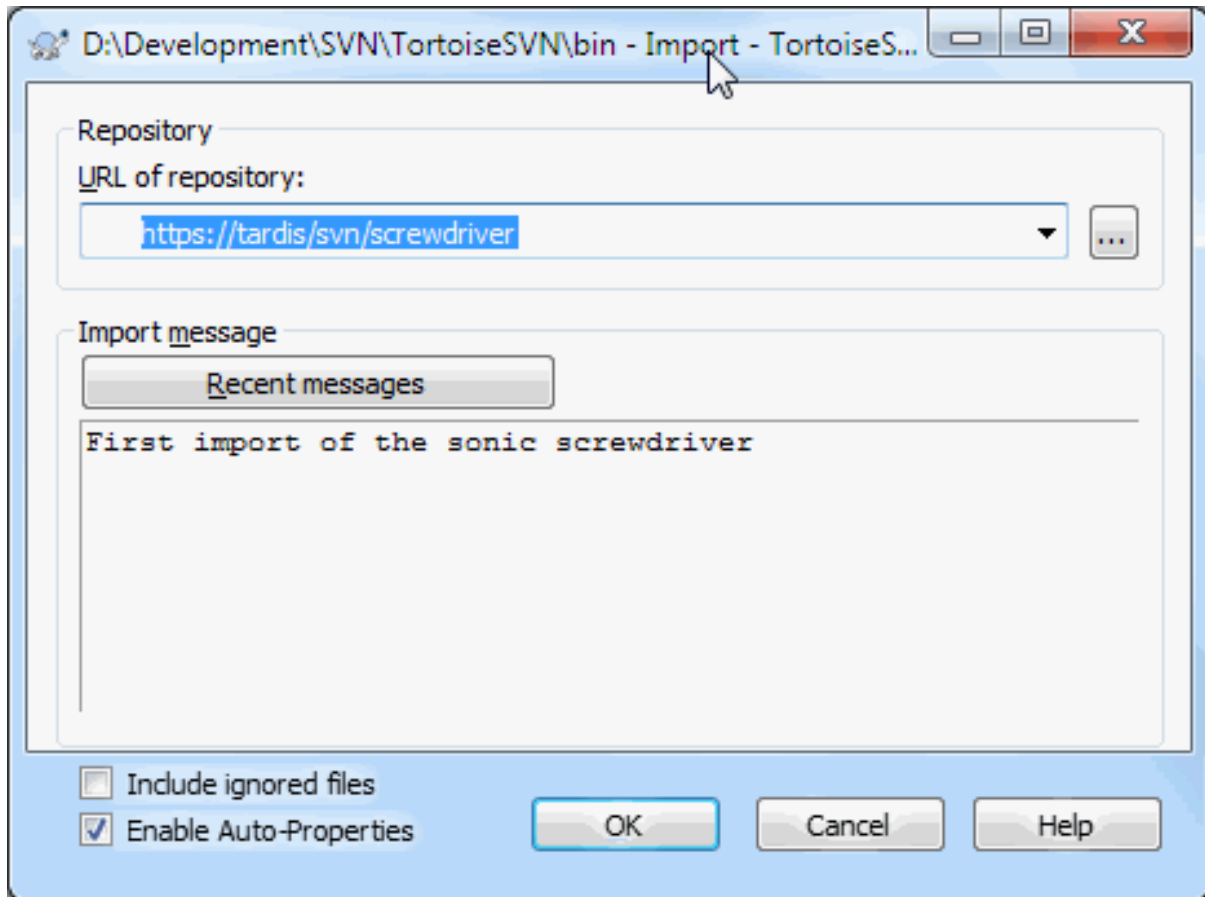 D:\Development\SVN\TortoiseSVN\bin - Import - TortoiseS...
Repository
URL of repository:
https://tardis/svn/screwdriver
...
Import message
Recent messages
First import of the sonic screwdriver
Include ignored files
Enable Auto-Properties
OK
Cancel
Help